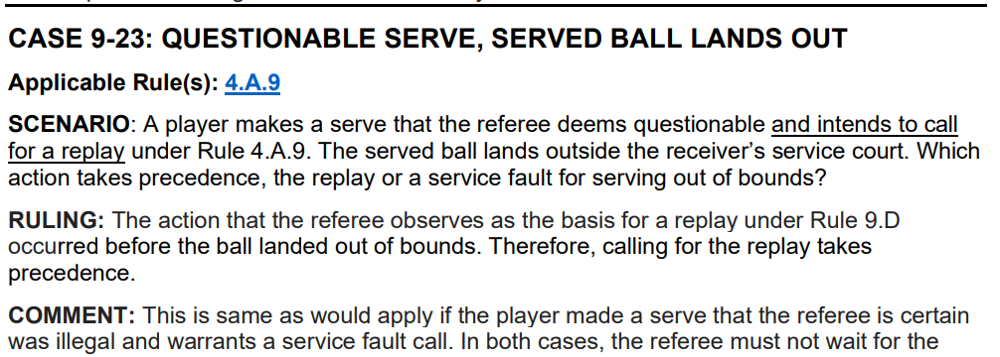 CASE 9-23: QUESTIONABLE SERVE, SERVED BALL LANDS OUT
Applicable Rule(s): 4.A.9
SCENARIO: A player makes a serve that the referee deems questionable and intends to call
for a replay under Rule 4.A.9. The served ball lands outside the receiver’s service court. Which
action takes precedence, the replay or a service fault for serving out of bounds?
RULING: The action that the referee observes as the basis for a replay under Rule 9.D
occurred before the ball landed out of bounds. Therefore, calling for the replay takes
precedence.
COMMENT: This is same as would apply if the player made a serve that the referee is certain
was illegal and warrants a service fault call. In both cases, the referee must not wait for the